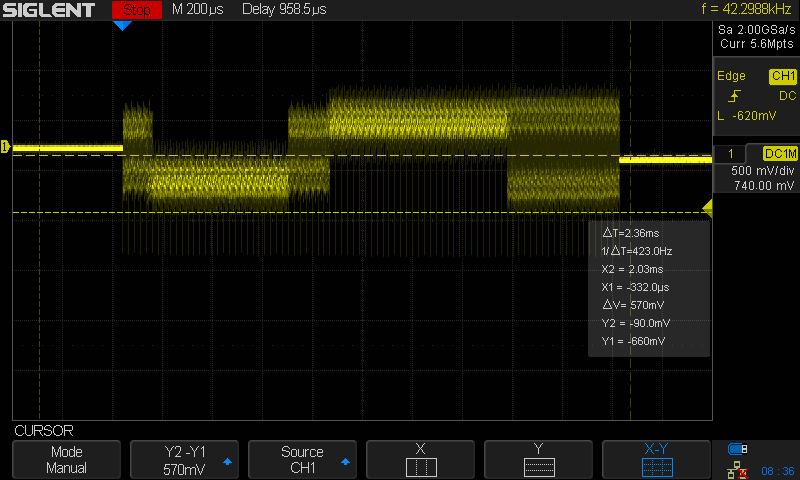 SIGLENT Stop M 200µs Delay 958.5µs f = 42.2988kHz
Sa 2.00GSa/s
Curr 5.6Mpts
Edge CH1
DC
L -620mV
1 DC1M
500 mV/div
740.00 mV
1
△T=2.36ms
1/△T=423.0Hz
X2 = 2.03ms
X1 = -332.0µs
△V= 570mV
Y2 = -90.0mV
Y1 = -660mV
CURSOR
Mode
Manual
Y2 -Y1
570mV
Source
CH1
X
Y
X-Y
08 : 36